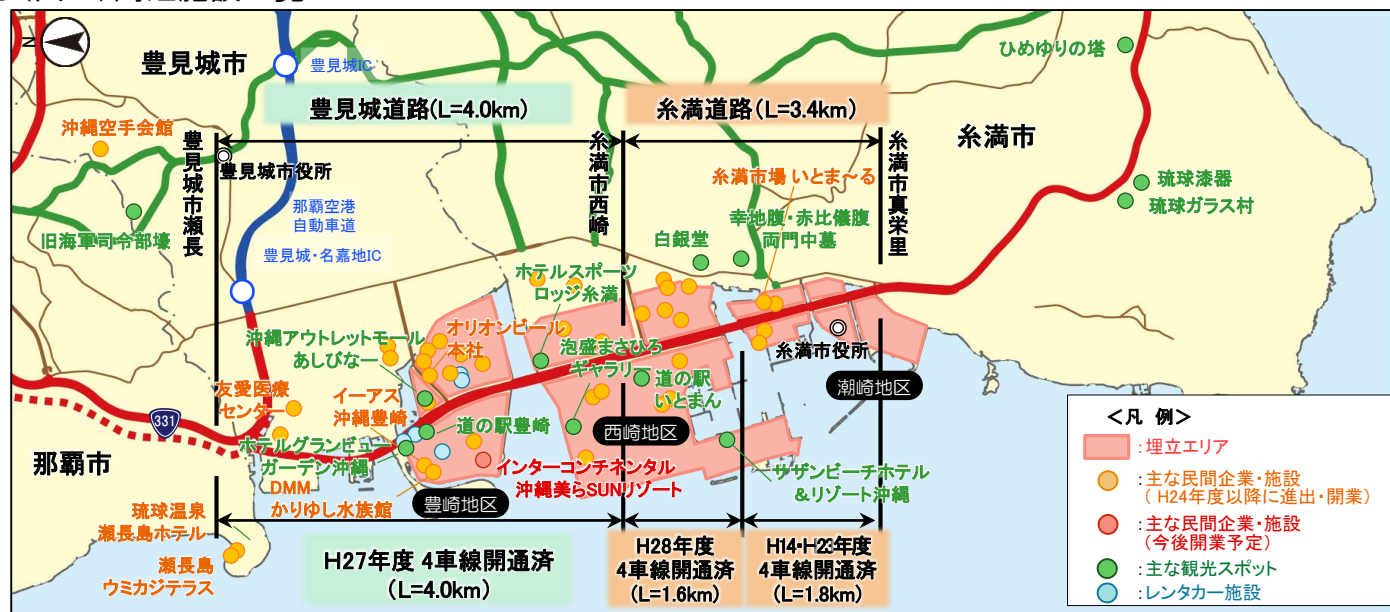 N
豊見城市
豊見城IC
豊見城道路(L=4.0km)
糸満道路(L=3.4km)
ひめゆりの塔
糸満市
沖縄空手会館
豊見城市瀬長
豊見城市役所
糸満市西崎
糸満市真栄里
旧海軍司令部壕
那覇空港
自動車道
豊見城・名嘉地IC
糸満市場 いとま~る
幸地腹・赤比儀腹
両門中墓
白銀堂
琉球漆器
琉球ガラス村
ホテルスポーツ
ロッジ糸満
沖縄アウトレットモール
あしびなー
オリオンビール
本社
泡盛まさひろ
ギャラリー
道の駅
いとまん
糸満市役所
潮崎地区
友愛医療
センター
イーアス
沖縄豊崎
道の駅豊崎
西崎地区
331
那覇市
ホテルグランビュー
ガーデン沖縄
DMM
かりゆし水族館
インターコンチネンタル
沖縄美らSUNリゾート
サザンビーチホテル
&リゾート沖縄
豊崎地区
琉球温泉
瀬長島ホテル
瀬長島
ウミカジテラス
H27年度 4車線開通済
(L=4.0km)
H28年度
4車線開通済
(L=1.6km)
H14・H23年度
4車線開通済
(L=1.8km)
<凡 例>
:埋立エリア
:主な民間企業・施設
( H24年度以降に進出・開業)
:主な民間企業・施設
(今後開業予定)
:主な観光スポット
:レンタカー施設